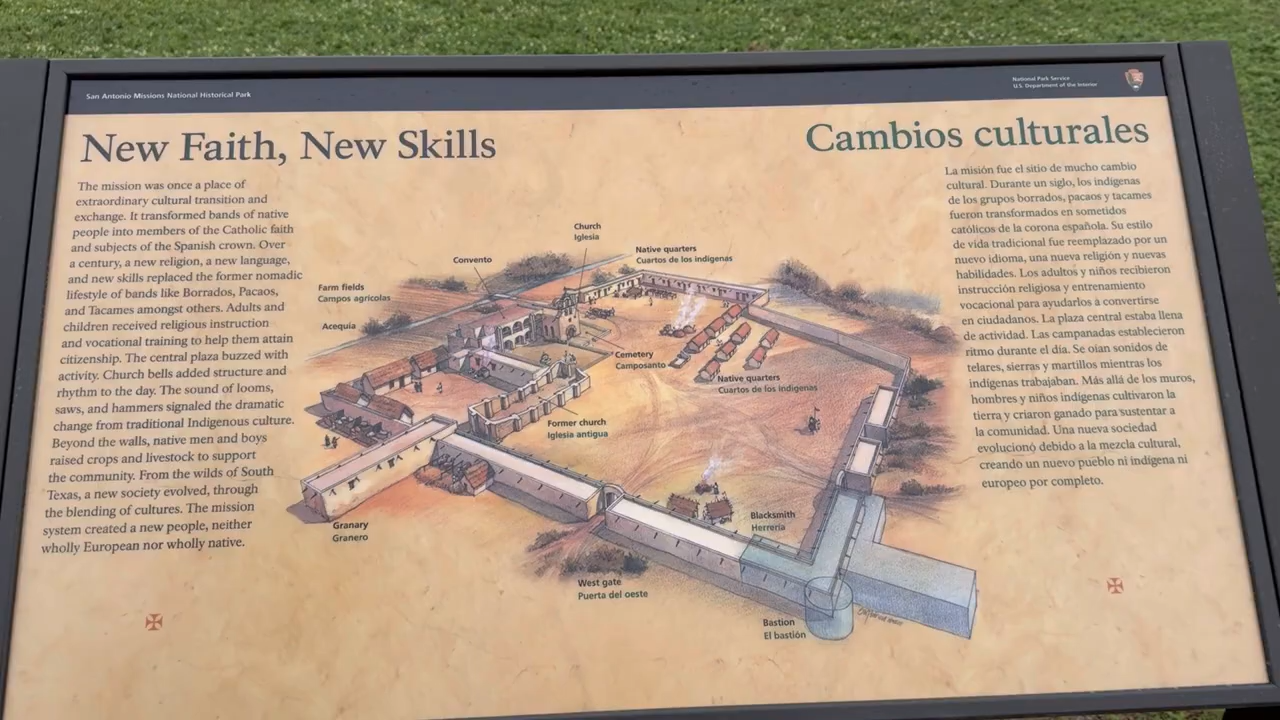 San Antonio Missions National Historical Park
National Park Service
U.S. Department of the Interior
New Faith, New Skills
Cambios culturales
The mission was once a place of
extraordinary cultural transition and
exchange. It transformed bands of native
people into members of the Catholic faith
and subjects of the Spanish crown. Over
a century, a new religion, a new language,
and new skills replaced the former nomadic
lifestyle of bands like Borrados, Pacaos,
and Tacames amongst others. Adults and
children received religious instruction
and vocational training to help them attain
citizenship. The central plaza buzzed with
activity. Church bells added structure and
rhythm to the day. The sound of looms,
saws, and hammers signaled the dramatic
change from traditional Indigenous culture.
Beyond the walls, native men and boys
raised crops and livestock to support
the community. From the wilds of South
Texas, a new society evolved, through
the blending of cultures. The mission
system created a new people, neither
wholly European nor wholly native.
Church
Iglesia
Convento
Native quarters
Cuartos de los indígenas
Farm fields
Campos agrícolas
Acequia
Cemetery
Camposanto
Native quarters
Cuartos de los indígenas
Former church
Iglesia antigua
Granary
Granero
Blacksmith
Herrería
West gate
Puerta del oeste
Bastion
El bastión
La misión fue el sitio de mucho cambio
cultural. Durante un siglo, los indígenas
de los grupos borrados, pacaos y tacames
fueron transformados en sometidos
católicos de la corona española. Su estilo
de vida tradicional fue reemplazado por un
nuevo idioma, una nueva religión y nuevas
habilidades. Los adultos y niños recibieron
instrucción religiosa y entrenamiento
vocacional para ayudarlos a convertirse
en ciudadanos. La plaza central estaba llena
de actividad. Las campanadas establecieron
ritmo durante el día. Se oían sonidos de
telares, sierras y martillos mientras los
indígenas trabajaban. Más allá de los muros,
hombres y niños indígenas cultivaron la
tierra y criaron ganado para sustentar a
la comunidad. Una nueva sociedad
evolucionó debido a la mezcla cultural,
creando un nuevo pueblo ni indígena ni
europeo por completo.